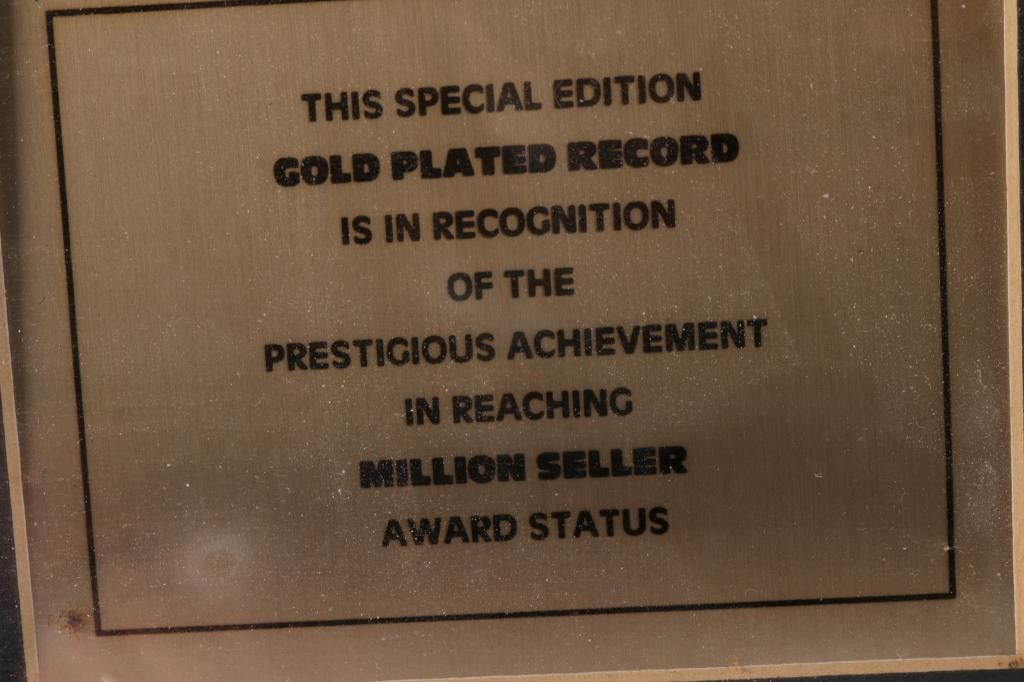 THIS SPECIAL EDITION
GOLD PLATED RECORD
IS IN RECOGNITION
OF THE
PRESTIGIOUS ACHIEVEMENT
IN REACHING
MILLION SELLER
AWARD STATUS